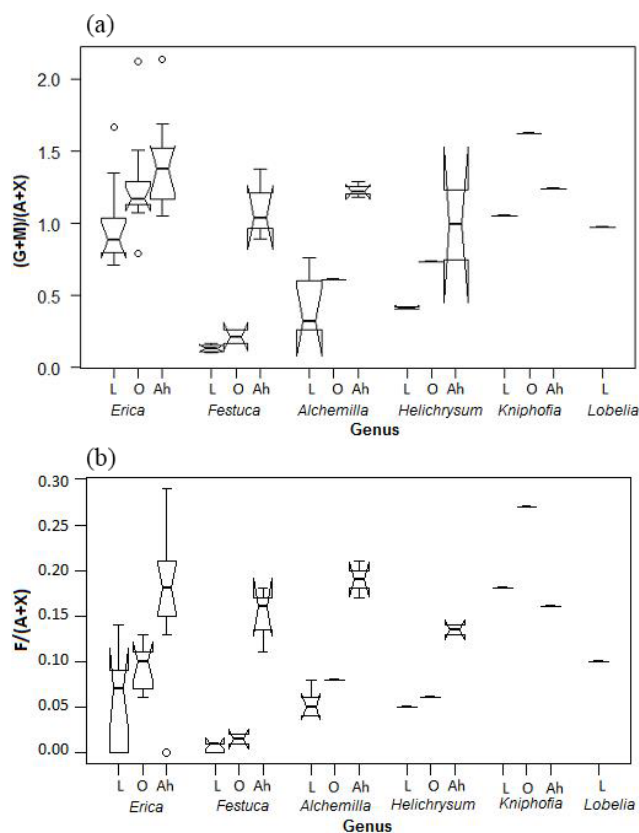 (a)
(G+M)/(A+X)
2.0
1.5
1.0
0.5
0.0
L O Ah L O Ah L O Ah L O Ah L O Ah L
Erica Festuca Alchemilla Helichrysum Kniphofia Lobelia
Genus
(b)
F/(A+X)
0.30
0.25
0.20
0.15
0.10
0.05
0.00
L O Ah L O Ah L O Ah L O Ah L O Ah L
Erica Festuca Alchemilla Helichrysum Kniphofia Lobelia
Genus